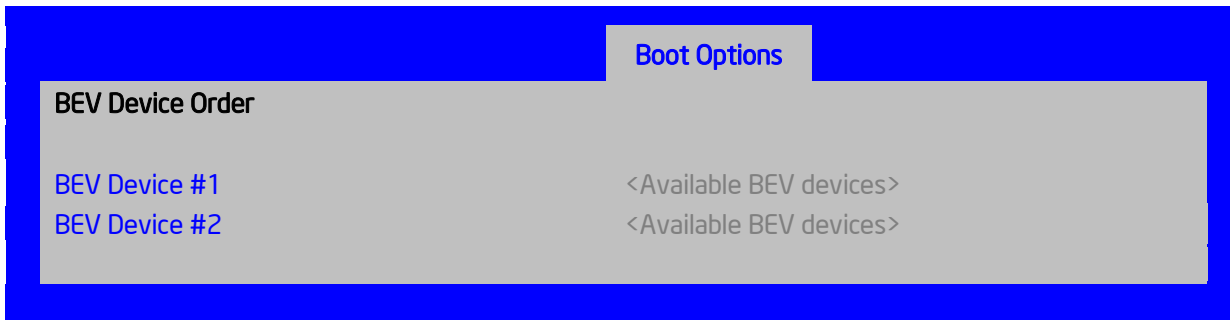 Boot Options
BEV Device Order
BEV Device #1 <Available BEV devices>
BEV Device #2 <Available BEV devices>